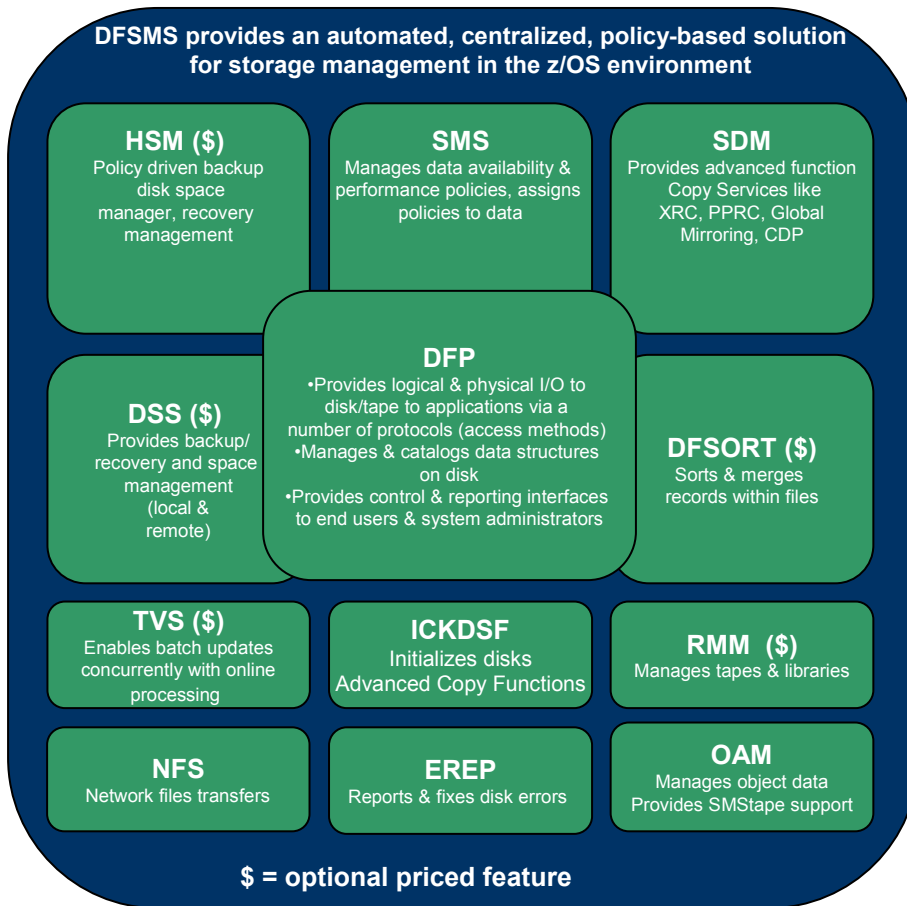 DFSMS provides an automated, centralized, policy-based solution
for storage management in the z/OS environment
HSM ($)
Policy driven backup
disk space
manager, recovery
management
SMS
Manages data availability &
performance policies, assigns
policies to data
SDM
Provides advanced function
Copy Services like
XRC, PPRC, Global
Mirroring, CDP
DFP
•Provides logical & physical I/O to
disk/tape to applications via a
number of protocols (access methods)
•Manages & catalogs data structures
on disk
•Provides control & reporting interfaces
to end users & system administrators
DSS ($)
Provides backup/
recovery and space
management
(local &
remote)
DFSORT ($)
Sorts & merges
records within files
TVS ($)
Enables batch updates
concurrently with online
processing
ICKDSF
Initializes disks
Advanced Copy Functions
RMM ($)
Manages tapes & libraries
NFS
Network files transfers
EREP
Reports & fixes disk errors
OAM
Manages object data
Provides SMStape support
$ = optional priced feature